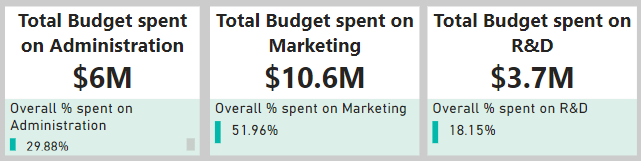 Total Budget spent
on Administration
$6M
Overall % spent on
Administration
29.88%
Total Budget spent on
Marketing
$10.6M
Overall % spent on Marketing
51.96%
Total Budget spent on
R&D
$3.7M
Overall % spent on R&D
18.15%